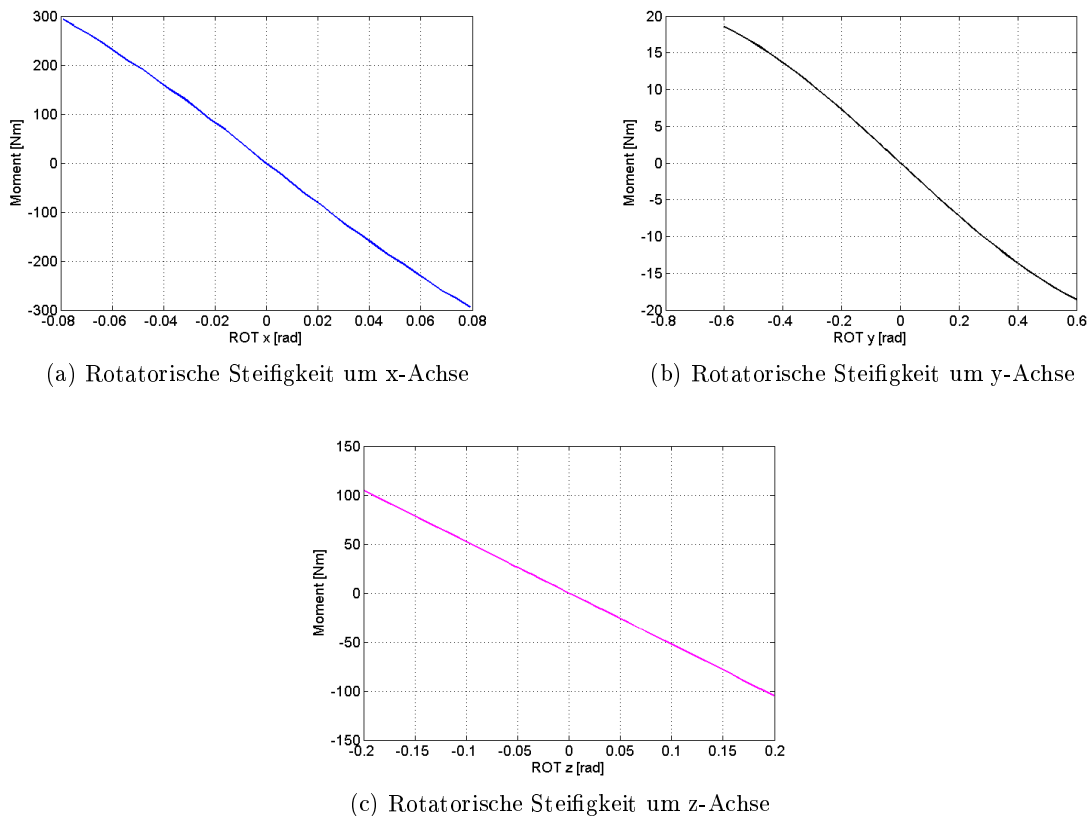 300
200
100
0
-100
-200
-300
Moment [Nm]
-0.08 -0.06 -0.04 -0.02 0 0.02 0.04 0.06 0.08
ROT x [rad]
(a) Rotatorische Steifigkeit um x-Achse
20
15
10
5
0
-5
-10
-15
-20
Moment [Nm]
-0.8 -0.6 -0.4 -0.2 0 0.2 0.4 0.6
ROT y [rad]
(b) Rotatorische Steifigkeit um y-Achse
150
100
50
0
-50
-100
-150
Moment [Nm]
-0.2 -0.15 -0.1 -0.05 0 0.05 0.1 0.15 0.2
ROT z [rad]
(c) Rotatorische Steifigkeit um z-Achse